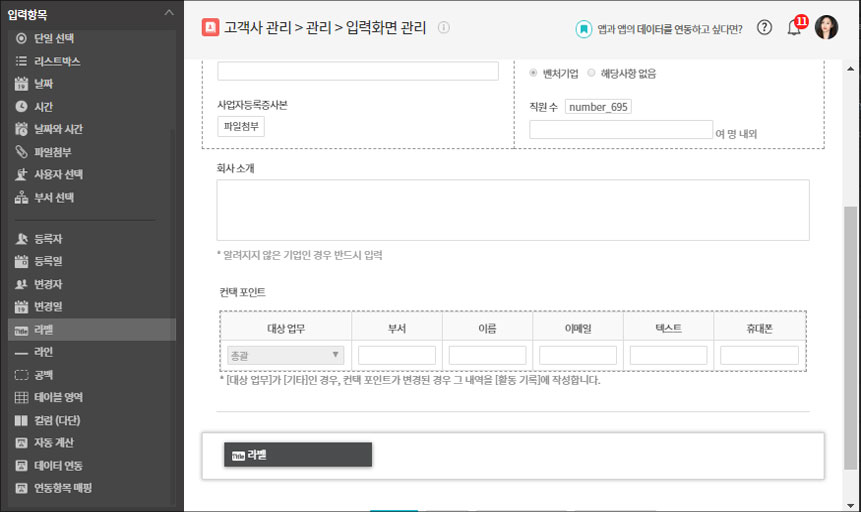 입력항목
단일 선택
리스트박스
날짜
시간
날짜와 시간
파일첨부
사용자 선택
부서 선택
등록자
등록일
변경자
변경일
라벨
라인
공백
테이블 영역
컬럼 (다단)
자동 계산
데이터 연동
연동항목 매핑
고객사 관리 > 관리 > 입력화면 관리
앱과 앱의 데이터를 연동하고 싶다면?
11
벤처기업 해당사항 없음
사업자등록증사본
파일첨부
직원 수 number_695
여 명 내외
회사 소개
* 알려지지 않은 기업인 경우 반드시 입력
컨택 포인트
대상 업무 부서 이름 이메일 텍스트 휴대폰
총괄
* [대상 업무]가 [기타]인 경우, 컨택 포인트가 변경된 경우 그 내역을 [활동 기록]에 작성합니다.
Title 라벨